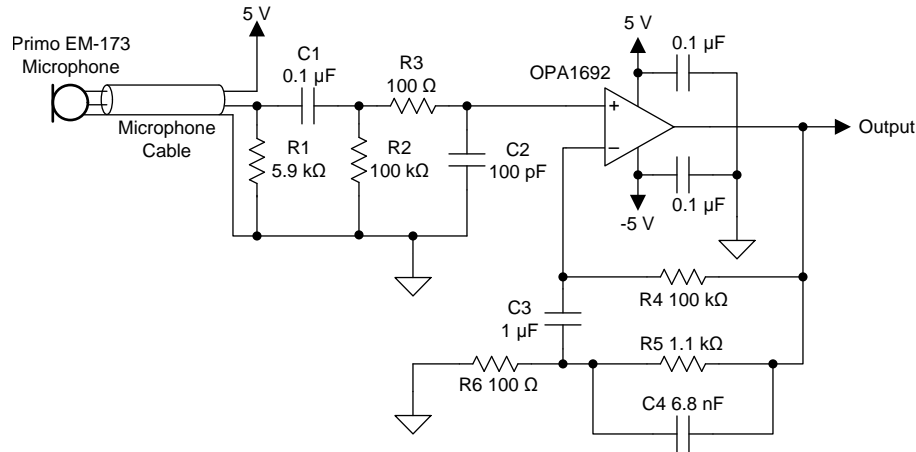 Primo EM-173
Microphone
5 V
Microphone
Cable
C1
0.1 µF
R3
100 Ω
R1
5.9 kΩ
R2
100 kΩ
C2
100 pF
OPA1692
5 V
0.1 µF
+
−
Output
0.1 µF
-5 V
R4 100 kΩ
C3
1 µF
R5 1.1 kΩ
R6 100 Ω
C4 6.8 nF